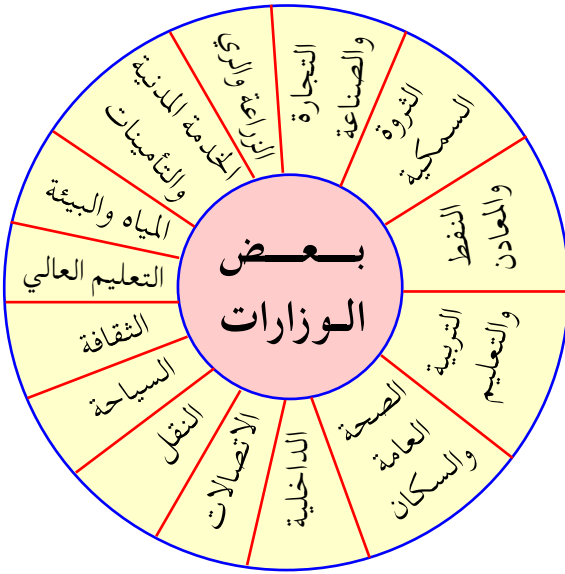 بعض
الوزارات
التجارة
والصناعة
الثروة
السمكية
النفط
والمعادن
التربية
والتعليم
الصحة
العامة
والسكان
الداخلية
الاتصالات
النقل
السياحة
الثقافة
التعليم العالي
المياه والبيئة
الخدمة المدنية
والتأمينات
الزراعة والري